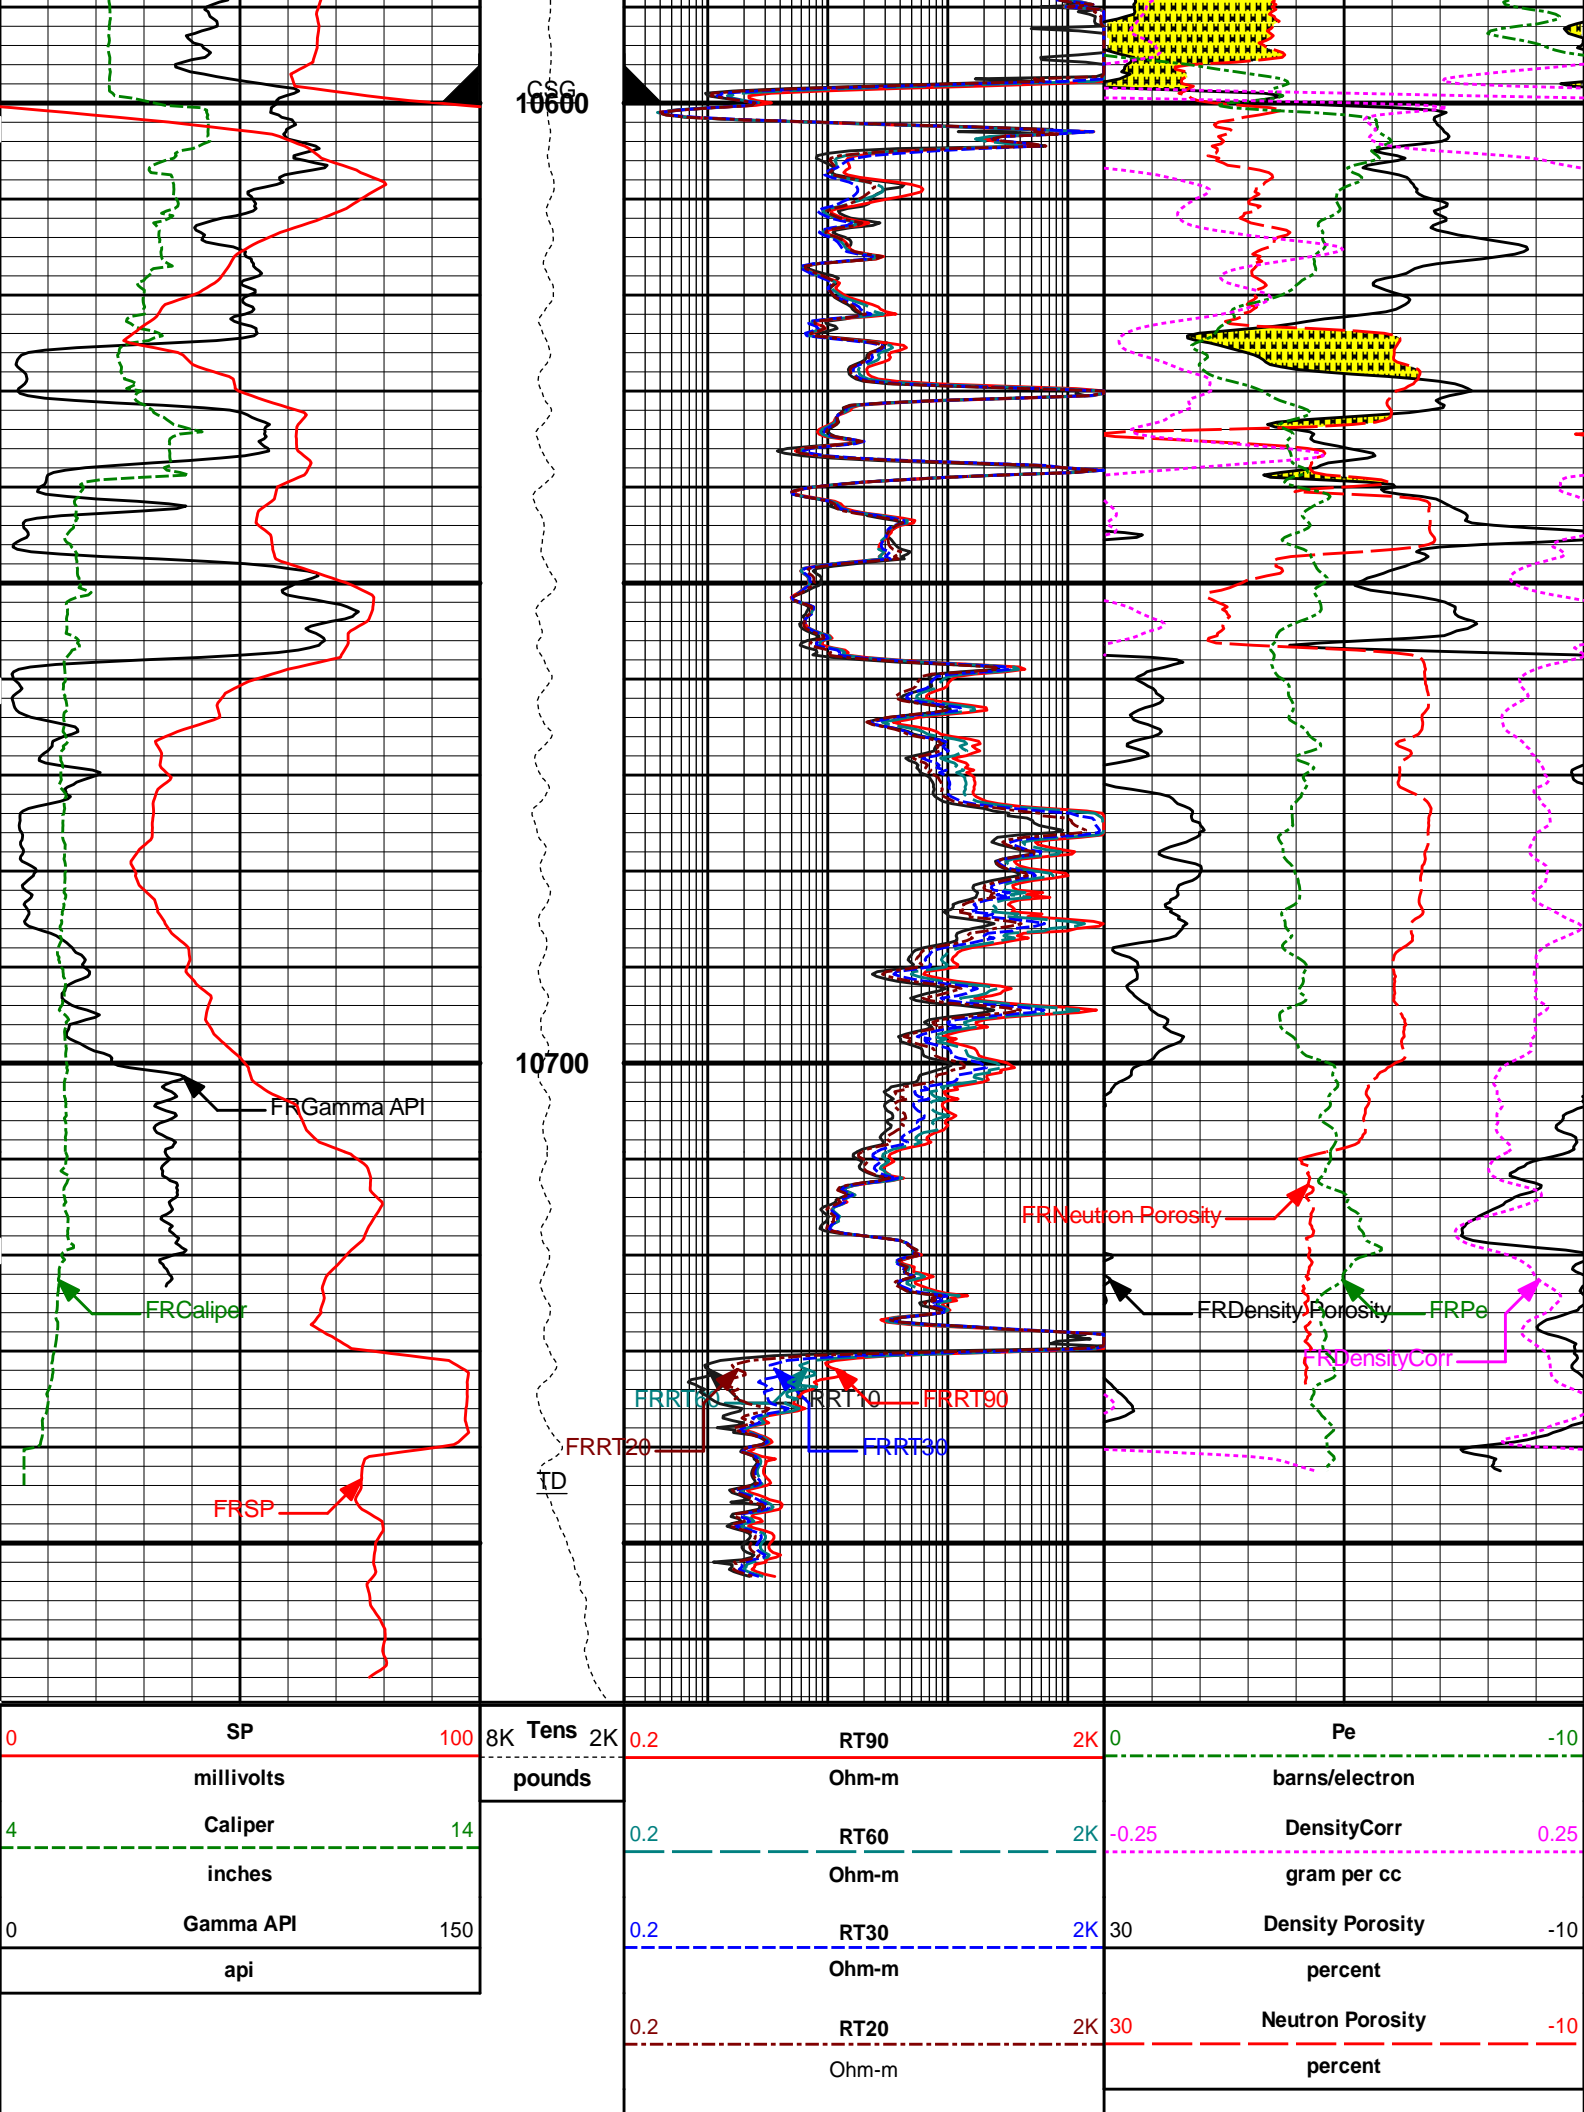 CSG
10600
10700
FRGamma API
FRNeutron Porosity
FRCaliper
FRDensity Porosity
FRPe
FRDensityCorr
FRRT60
FRRT10
FRRT90
FRRT20
FRRT30
TD
FRSP
0 SP 100
millivolts
4 Caliper 14
inches
0 Gamma API 150
api
8K Tens 2K
pounds
0.2 RT90 2K
Ohm-m
0.2 RT60 2K
Ohm-m
0.2 RT30 2K
Ohm-m
0.2 RT20 2K
Ohm-m
0 Pe -10
barns/electron
-0.25 DensityCorr 0.25
gram per cc
30 Density Porosity -10
percent
30 Neutron Porosity -10
percent